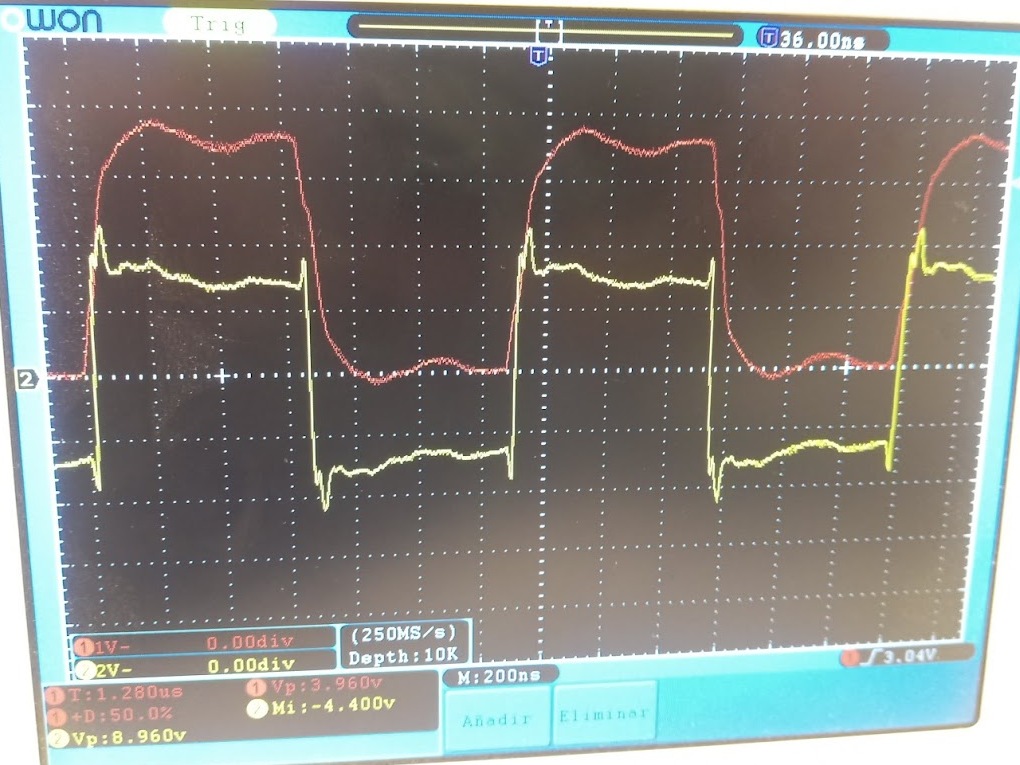 OWON Trig T T 36.00ns
2
1 1V- 0.00div
2 2V- 0.00div
(250MS/s)
Depth:10K
1 3.04V
M:200ns
1 T:1.280us 1 Vp:3.960v
1 +D:50.0% 2 Mi:-4.400v
2 Vp:8.960v
Añadir Eliminar